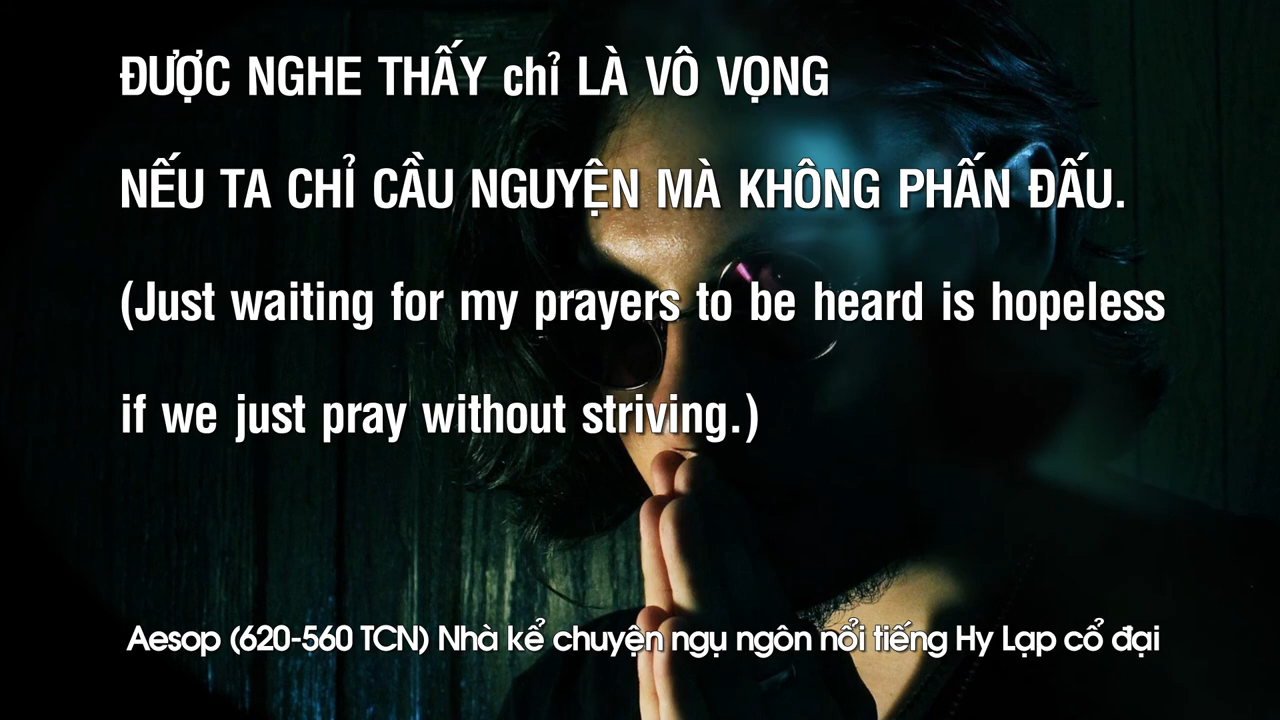 ĐƯỢC NGHE THẤY chỉ LÀ VÔ VỌNG
NẾU TA CHỈ CẦU NGUYỆN MÀ KHÔNG PHẤN ĐẤU.
(Just waiting for my prayers to be heard is hopeless
if we just pray without striving.)
Aesop (620-560 TCN) Nhà kể chuyện ngụ ngôn nổi tiếng Hy Lạp cổ đại